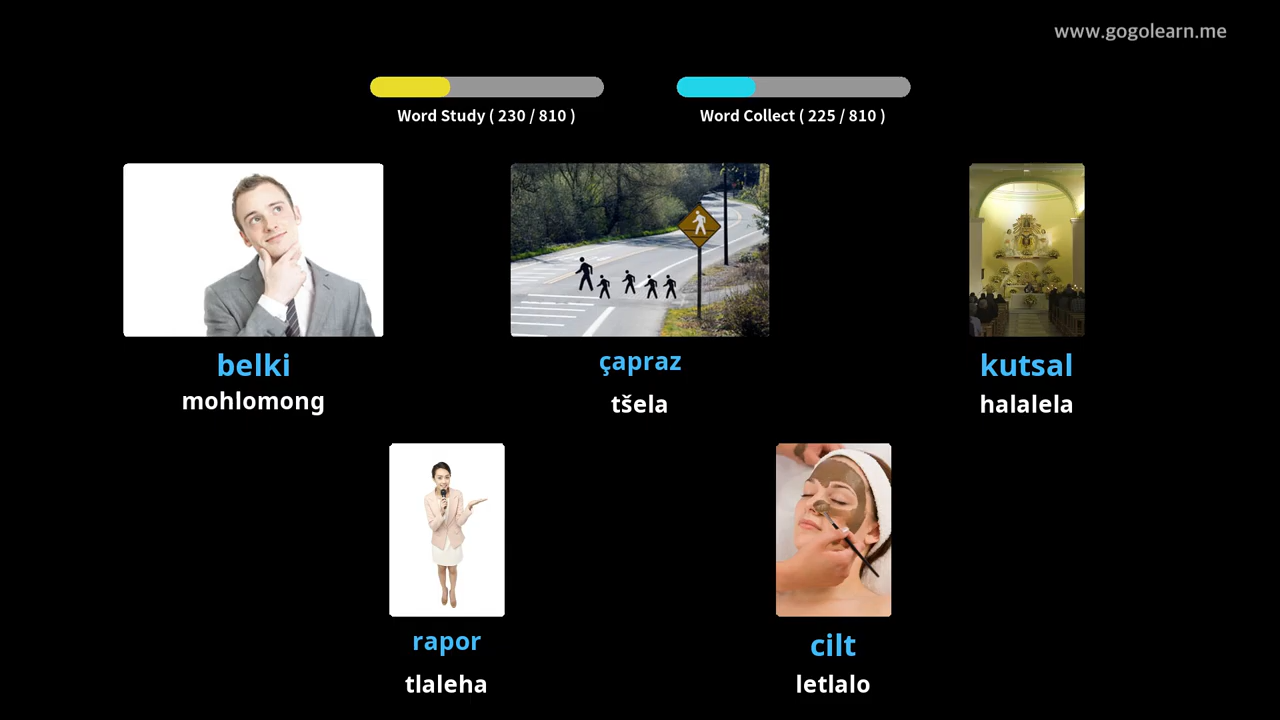 www.gogolearn.me
Word Study ( 230 / 810 )
Word Collect ( 225 / 810 )
belki
mohlomong
çapraz
tšela
kutsal
halalela
rapor
tlaleha
cilt
letlalo